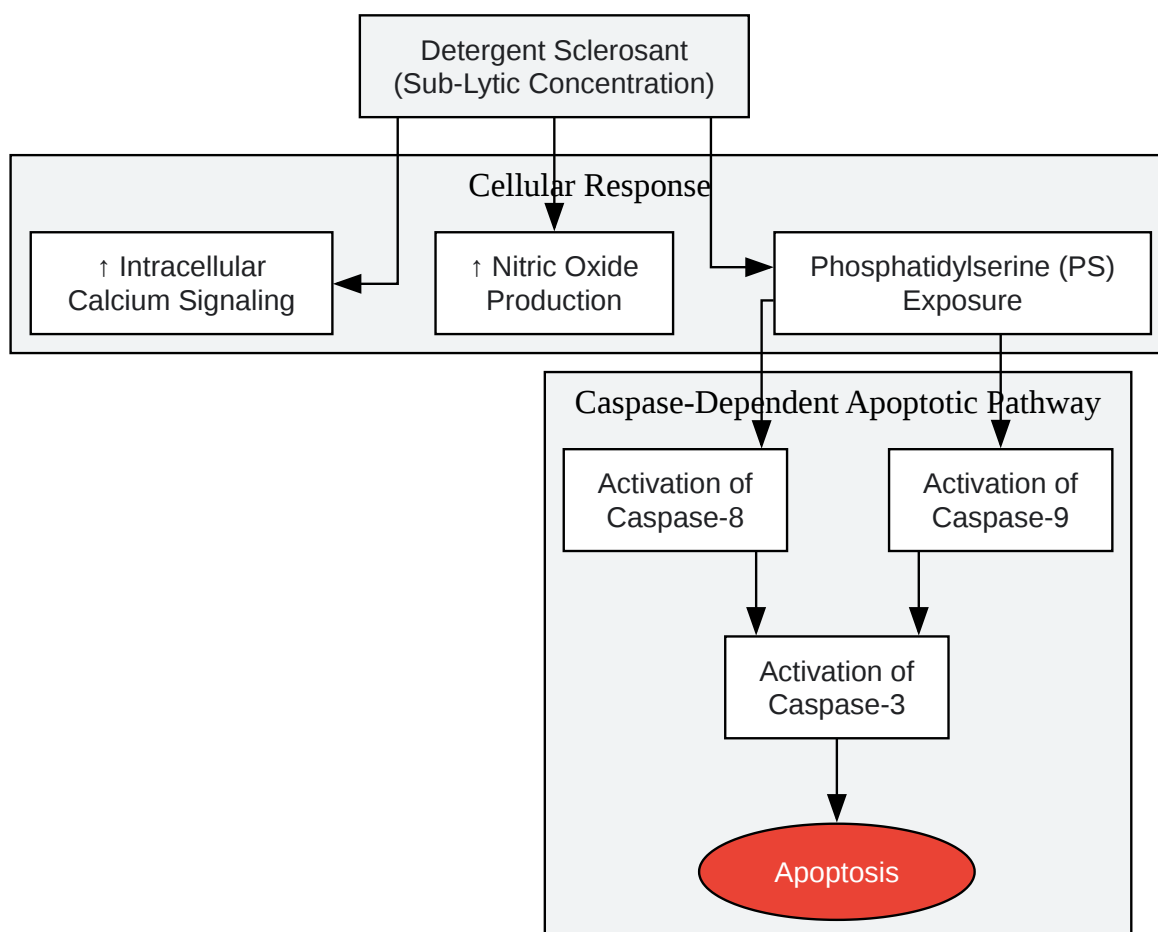 Detergent Sclerosant
(Sub-Lytic Concentration)
Cellular Response
↑ Intracellular
Calcium Signaling
↑ Nitric Oxide
Production
Phosphatidylserine (PS)
Exposure
Caspase-Dependent Apoptotic Pathway
Activation of
Caspase-8
Activation of
Caspase-9
Activation of
Caspase-3
Apoptosis